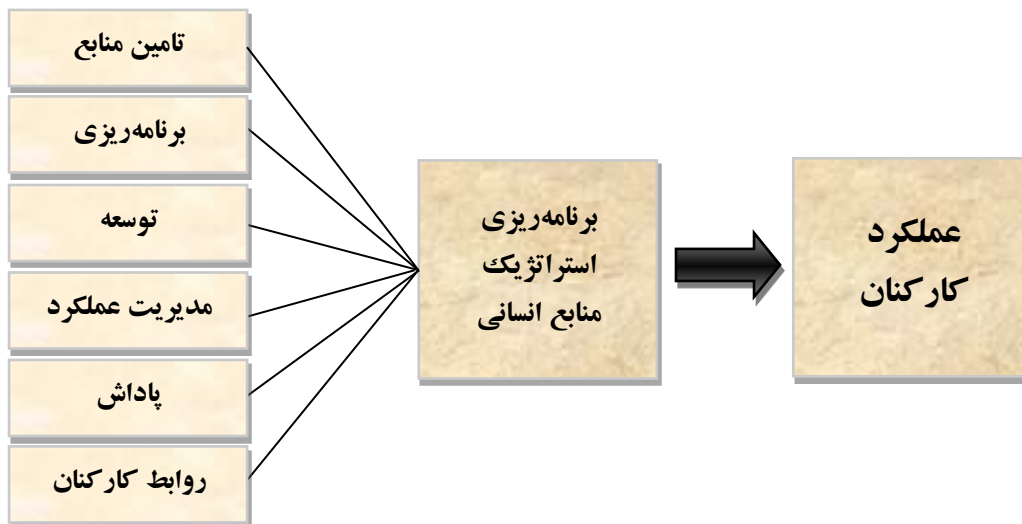 تامین منابع
برنامه‌ریزی
توسعه
مدیریت عملکرد
پاداش
روابط کارکنان
برنامه‌ریزی
استراتژیک
منابع انسانی
عملکرد
کارکنان